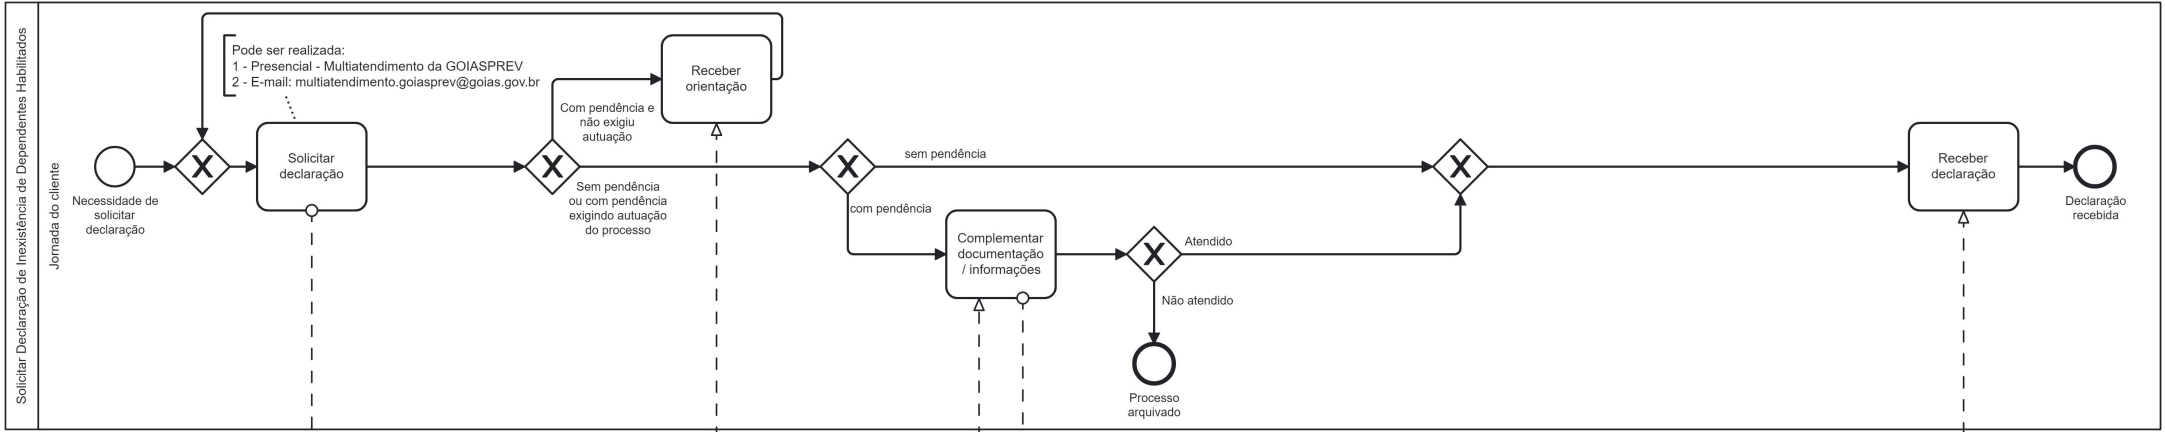 Solicitar Declaração de Inexistência de Dependentes Habilitados
Jornada do cliente
Necessidade de
solicitar
declaração
Pode ser realizada:
1 - Presencial - Multiatendimento da GOIASPREV
2 - E-mail: multiatendimento.goiasprev@goias.gov.br
Solicitar
declaração
Com pendência e
não exigiu
autuação
Receber
orientação
Sem pendência
ou com pendência
exigindo autuação
do processo
sem pendência
com pendência
Complementar
documentação
/ informações
Atendido
Não atendido
Processo
arquivado
Receber
declaração
Declaração
recebida